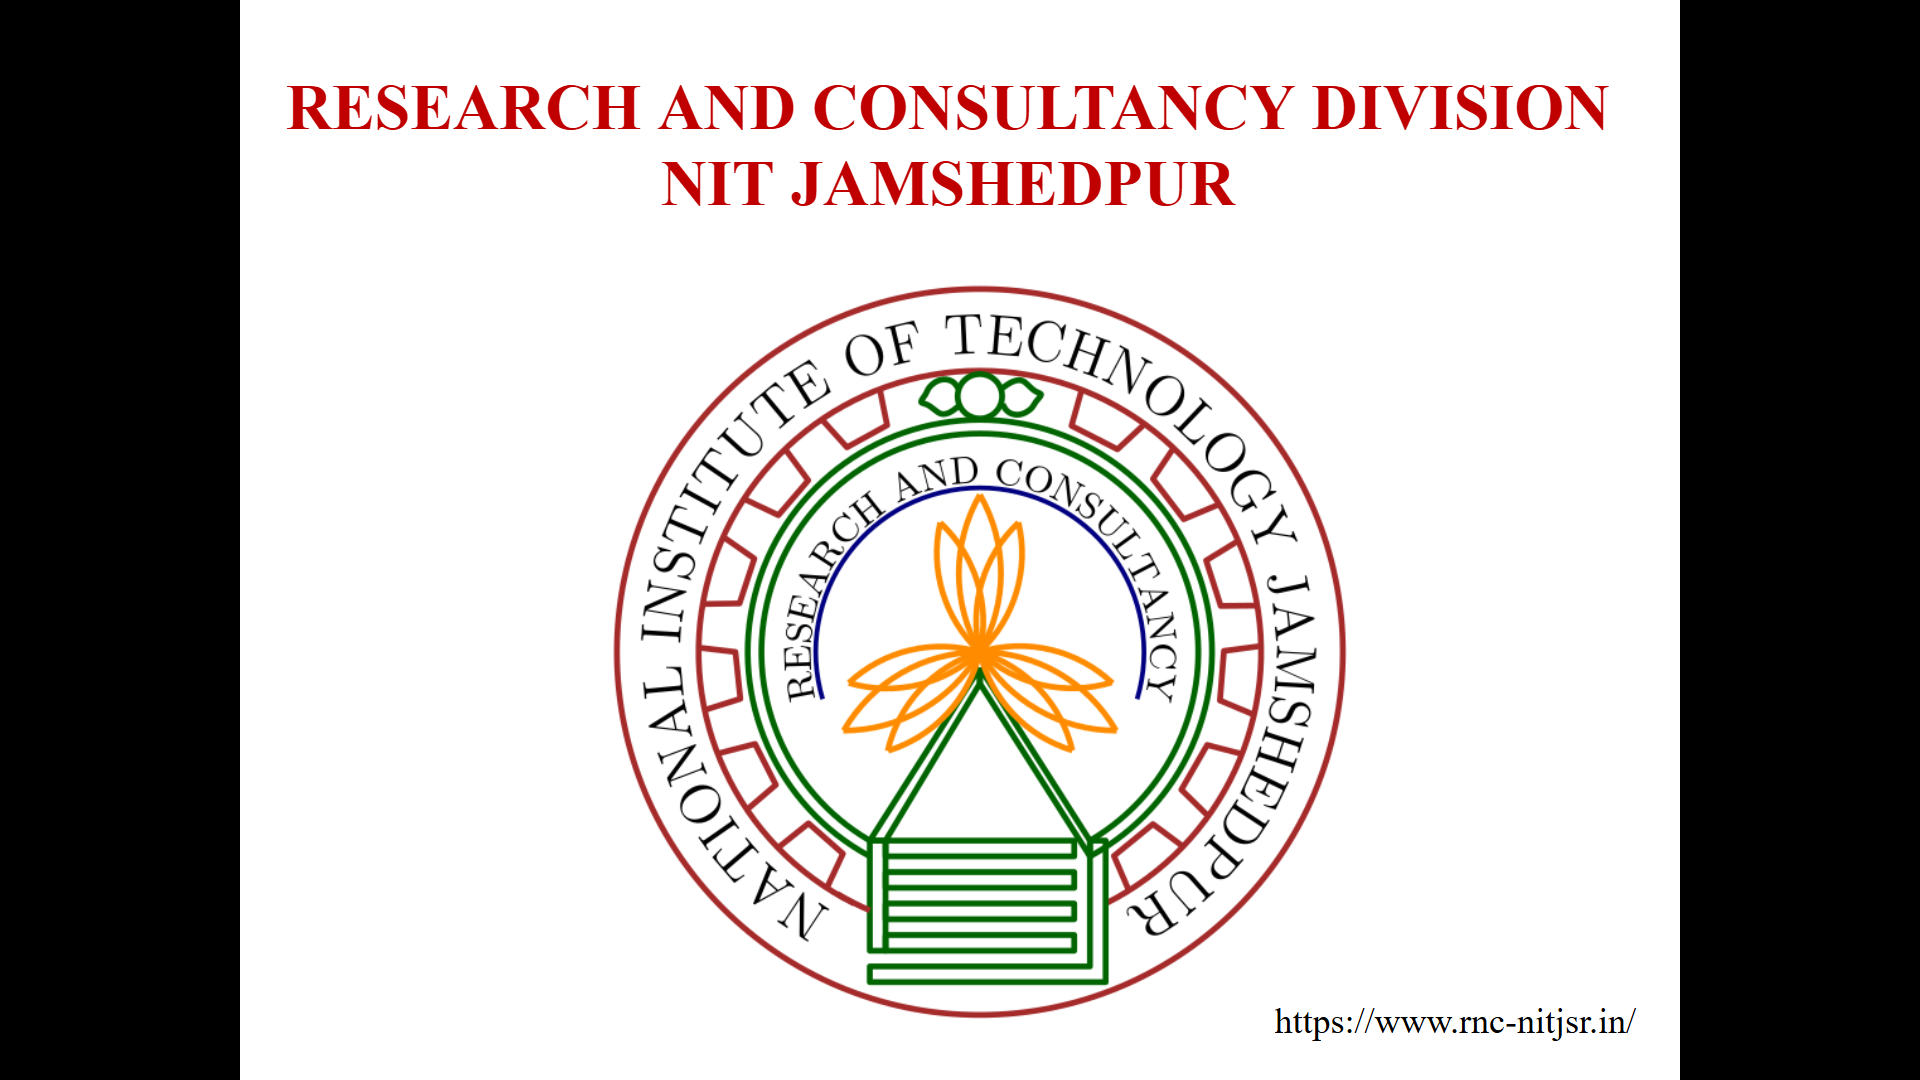 RESEARCH AND CONSULTANCY DIVISION
NIT JAMSHEDPUR
NATIONAL INSTITUTE OF TECHNOLOGY JAMSHEDPUR
RESEARCH AND CONSULTANCY
https://www.rnc-nitjsr.in/